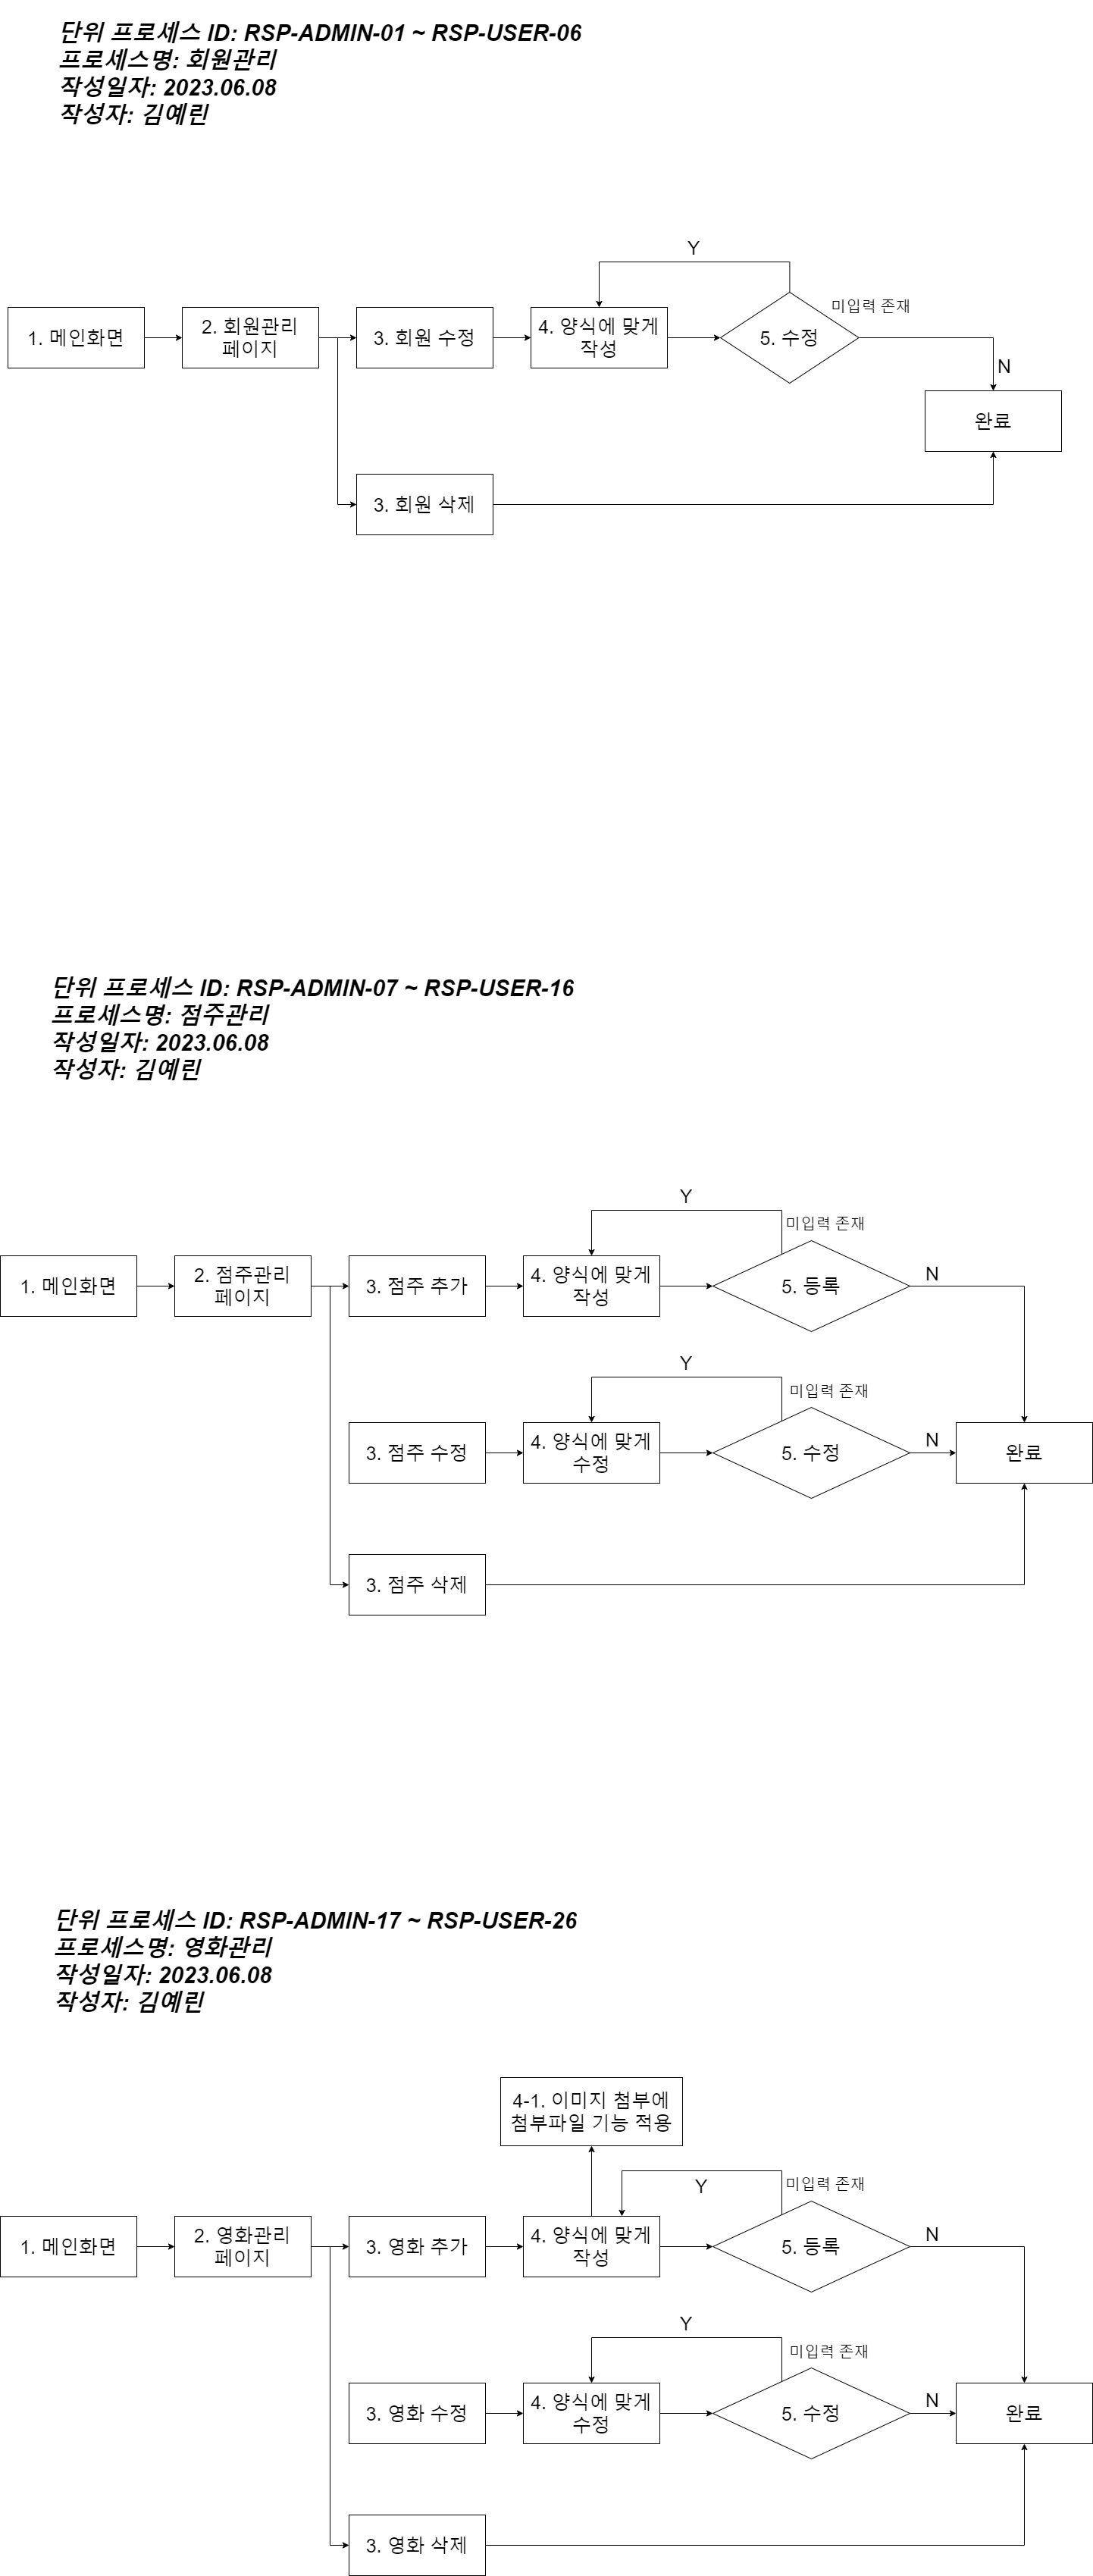 단위 프로세스 ID: RSP-ADMIN-01 ~ RSP-USER-06
프로세스명: 회원관리
작성일자: 2023.06.08
작성자: 김예린
Y
미입력 존재
1. 메인화면
2. 회원관리
페이지
3. 회원 수정
4. 양식에 맞게
작성
5. 수정
N
완료
3. 회원 삭제
단위 프로세스 ID: RSP-ADMIN-07 ~ RSP-USER-16
프로세스명: 점주관리
작성일자: 2023.06.08
작성자: 김예린
Y
미입력 존재
1. 메인화면
2. 점주관리
페이지
3. 점주 추가
4. 양식에 맞게
작성
5. 등록
N
Y
미입력 존재
3. 점주 수정
4. 양식에 맞게
수정
5. 수정
N
완료
3. 점주 삭제
단위 프로세스 ID: RSP-ADMIN-17 ~ RSP-USER-26
프로세스명: 영화관리
작성일자: 2023.06.08
작성자: 김예린
4-1. 이미지 첨부에
첨부파일 기능 적용
Y
미입력 존재
1. 메인화면
2. 영화관리
페이지
3. 영화 추가
4. 양식에 맞게
작성
5. 등록
N
Y
미입력 존재
3. 영화 수정
4. 양식에 맞게
수정
5. 수정
N
완료
3. 영화 삭제